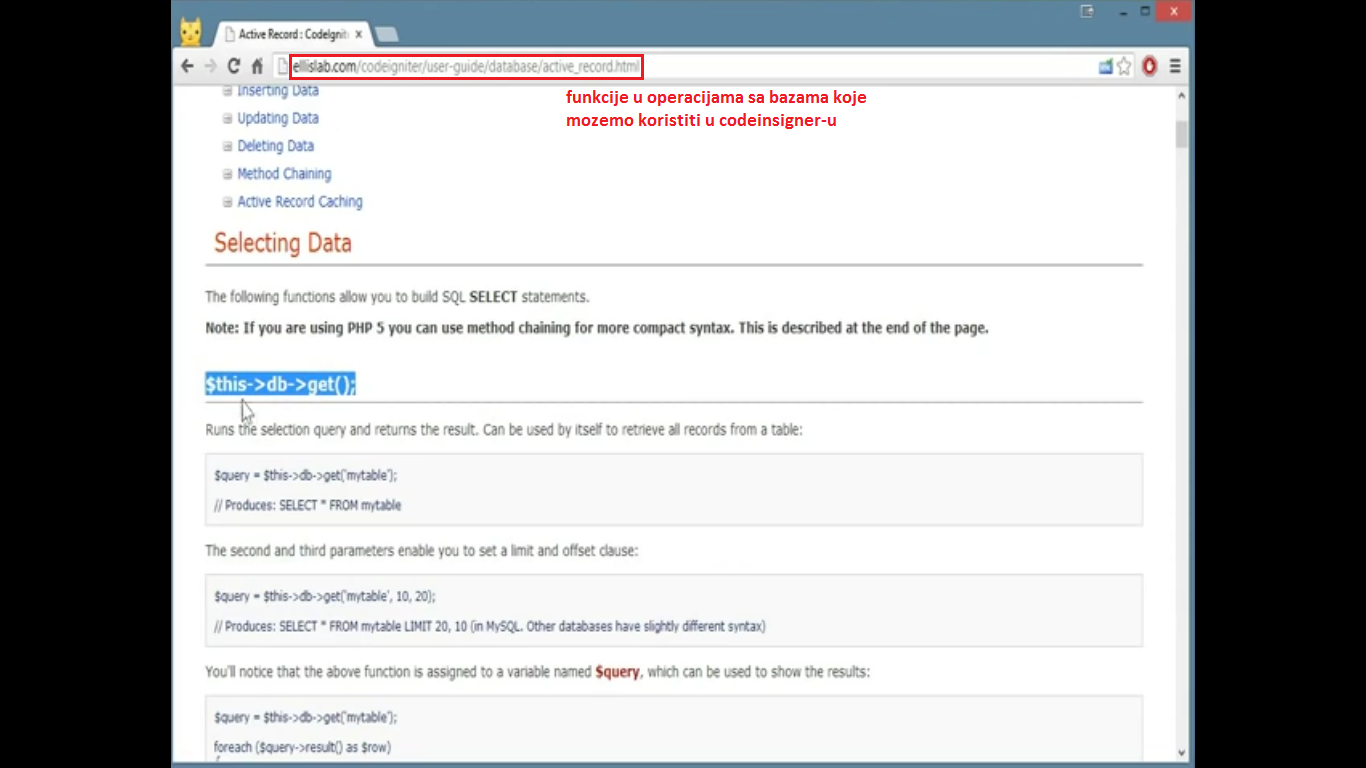 Active Record : CodeIgnit
ellislab.com/codeigniter/user-guide/database/active_record.html
funkcije u operacijama sa bazama koje
mozemo koristiti u codeinsigner-u
Inserting Data
Updating Data
Deleting Data
Method Chaining
Active Record Caching
Selecting Data
The following functions allow you to build SQL SELECT statements.
Note: If you are using PHP 5 you can use method chaining for more compact syntax. This is described at the end of the page.
$this->db->get();
Runs the selection query and returns the result. Can be used by itself to retrieve all records from a table:
$query = $this->db->get('mytable');
// Produces: SELECT * FROM mytable
The second and third parameters enable you to set a limit and offset clause:
$query = $this->db->get('mytable', 10, 20);
// Produces: SELECT * FROM mytable LIMIT 20, 10 (in MySQL. Other databases have slightly different syntax)
You'll notice that the above function is assigned to a variable named $query, which can be used to show the results:
$query = $this->db->get('mytable');
foreach ($query->result() as $row)